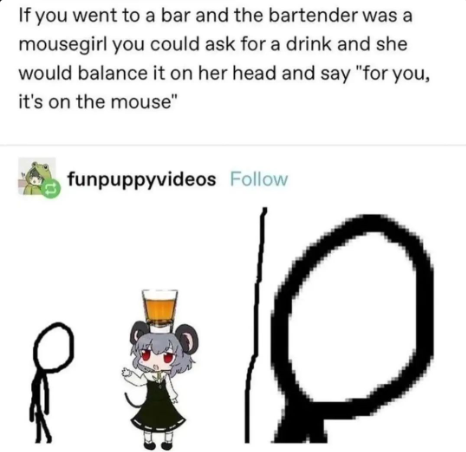 If you went to a bar and the bartender was a
mousegirl you could ask for a drink and she
would balance it on her head and say "for you,
it's on the mouse"
funpuppyvideos Follow